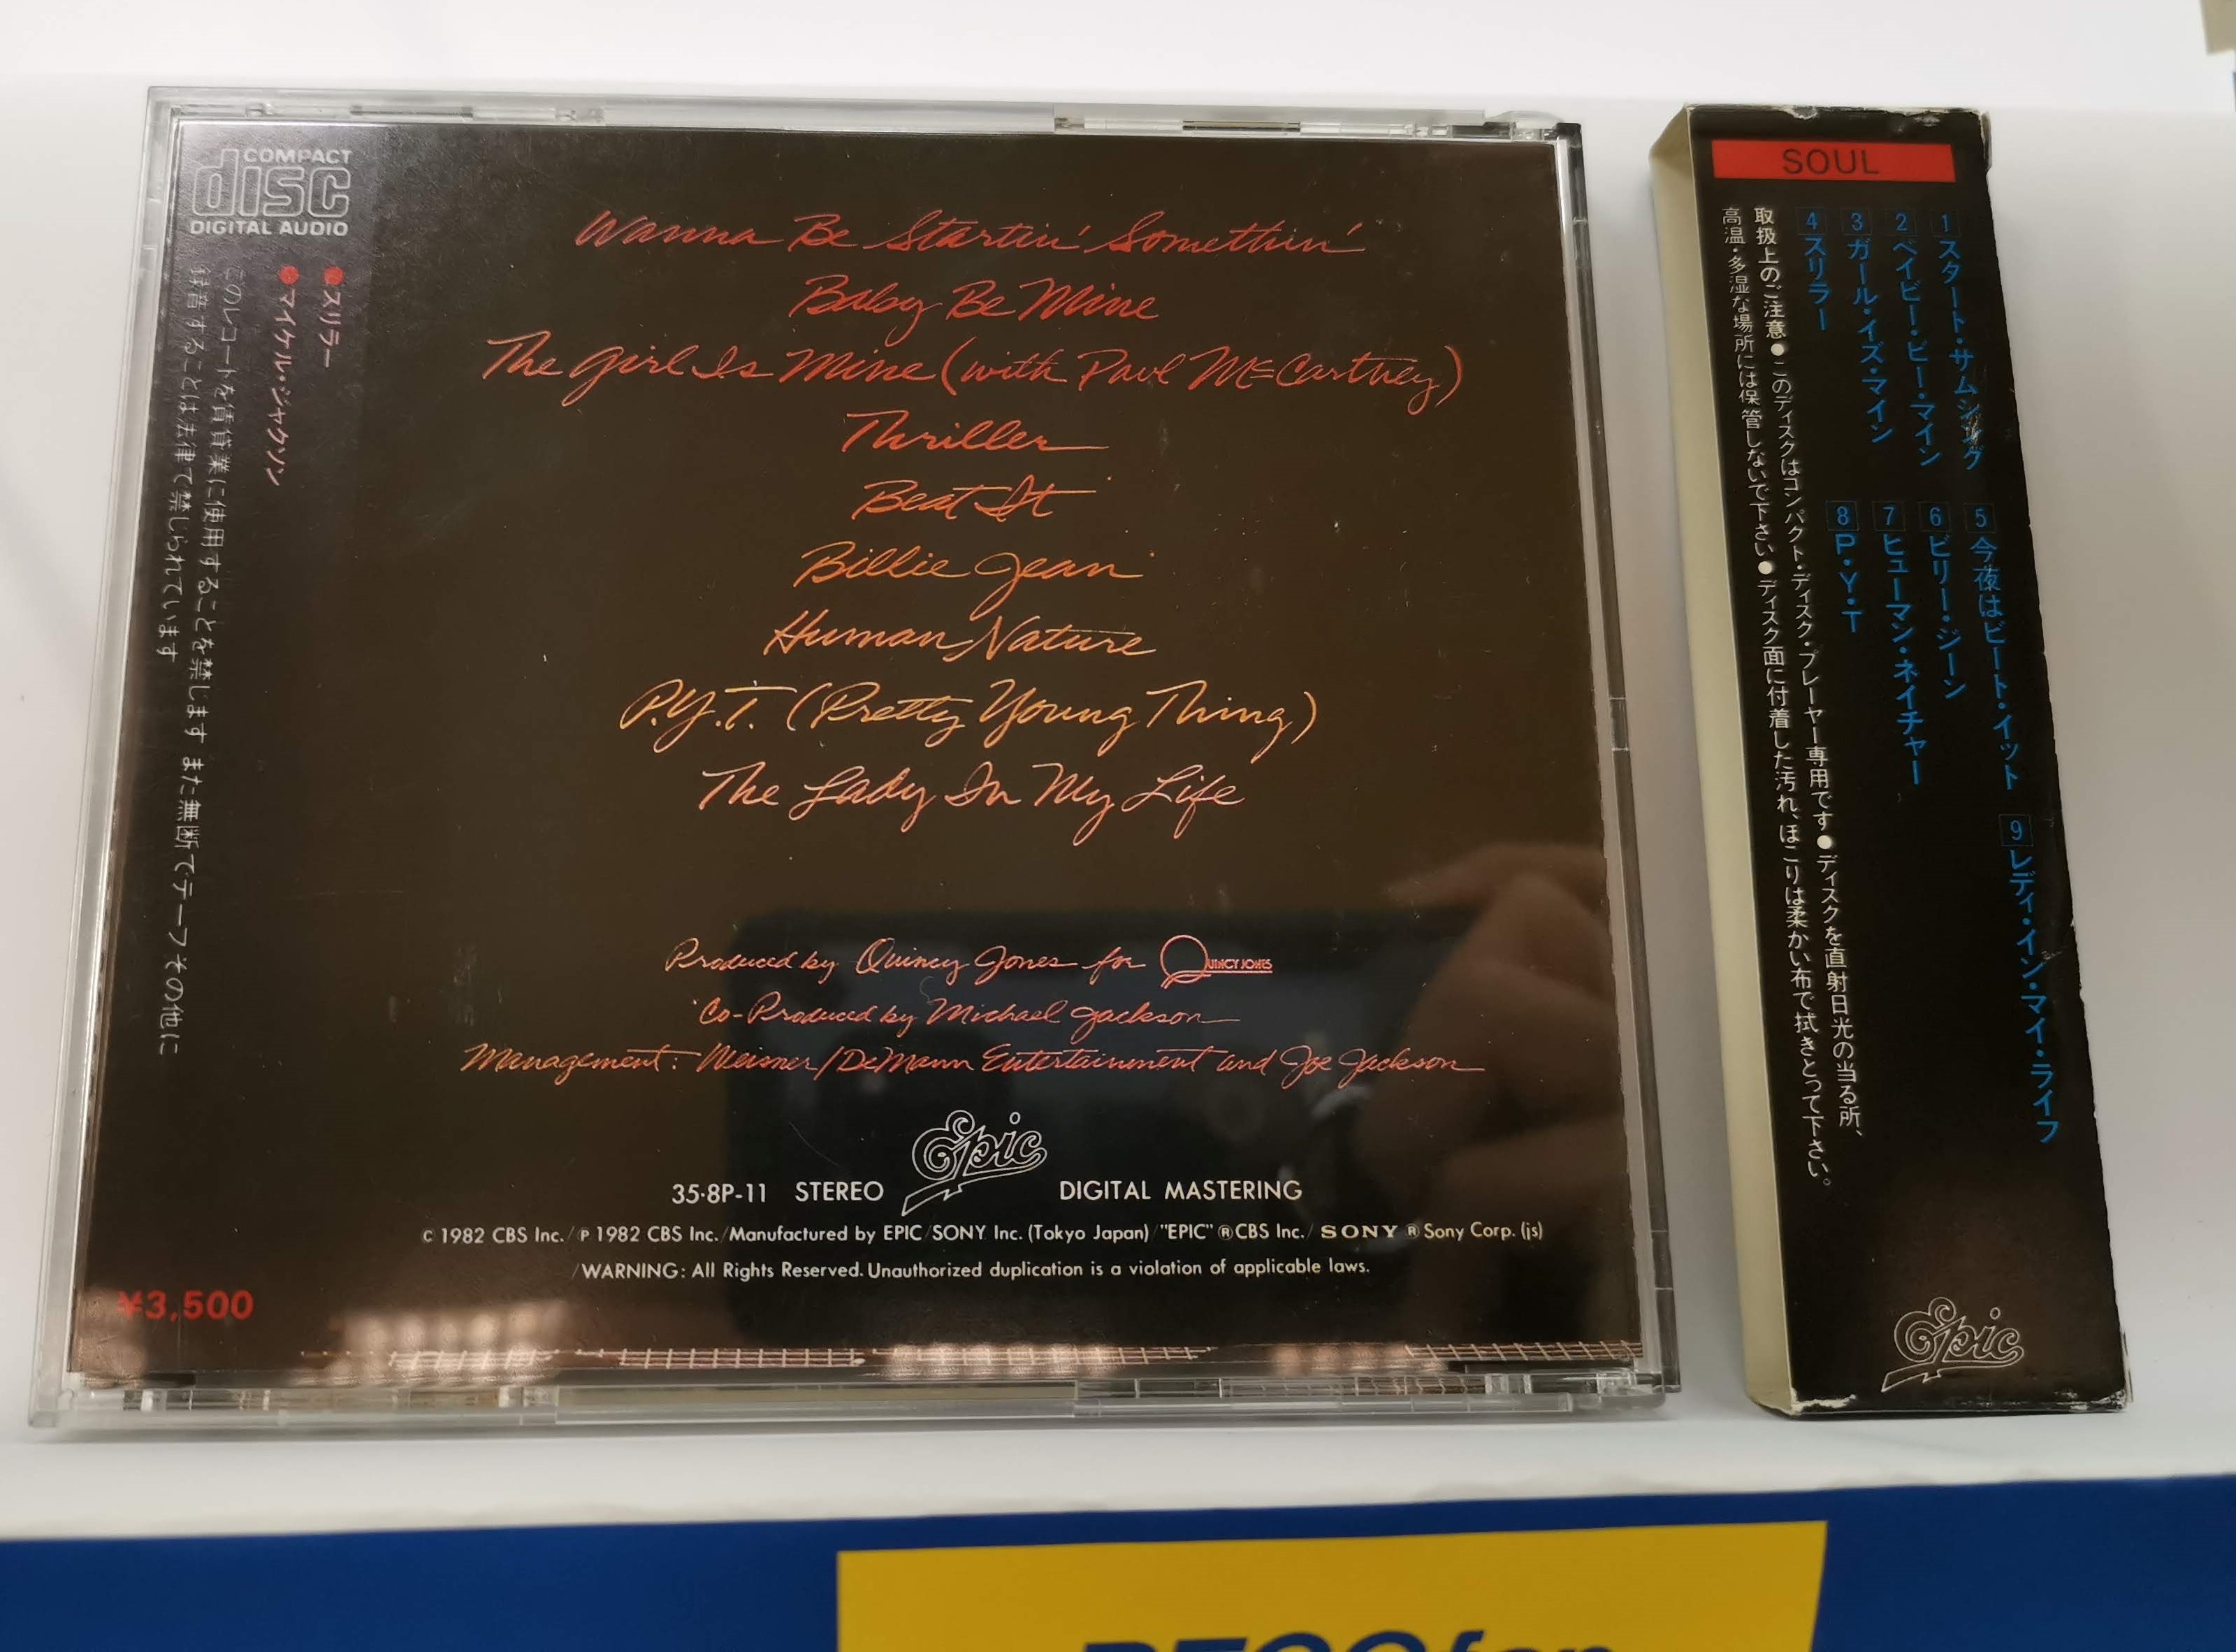 COMPACT
disc
DIGITAL AUDIO
●スリラー
●マイケル・ジャクソン
このレコードを賃貸業に使用することを禁じます また無断でテープその他に
録音することは法律で禁じられています
Wanna Be Startin' Somethin'
Baby Be Mine
The Girl Is Mine (with Paul McCartney)
Thriller
Beat It
Billie Jean
Human Nature
P.Y.T. (Pretty Young Thing)
The Lady In My Life
Produced by Quincy Jones for QUINCY JONES
Co-Produced by Michael Jackson
Management: Weisner/DeMann Entertainment and Joe Jackson
Epic
35・8P-11 STEREO DIGITAL MASTERING
© 1982 CBS Inc./℗ 1982 CBS Inc./Manufactured by EPIC/SONY Inc. (Tokyo Japan)/"EPIC" ® CBS Inc./SONY ® Sony Corp. (js)
/WARNING: All Rights Reserved. Unauthorized duplication is a violation of applicable laws.
¥3,500
SOUL
1 スタート・サムシング
2 ベイビー・ビー・マイン
3 ガール・イズ・マイン
4 スリラー
5 今夜はビート・イット
6 ビリー・ジーン
7 ヒューマン・ネイチャー
8 P・Y・T
9 レディ・イン・マイ・ライフ
取扱上のご注意●このディスクはコンパクト・ディスク・プレーヤー専用です●ディスクを直射日光の当る所、
高温・多湿な場所には保管しないで下さい●ディスク面に付着した汚れ、ほこりは柔かい布で拭きとって下さい。
Epic